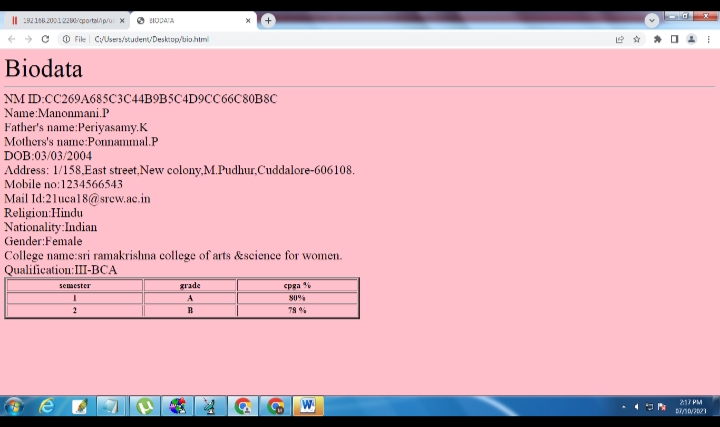 192.168.200.1:2280/cportal/ip/u
BIODATA
File C:/Users/student/Desktop/bio.html
Biodata
NM ID:CC269A685C3C44B9B5C4D9CC66C80B8C
Name:Manonmani.P
Father's name:Periyasamy.K
Mothers's name:Ponnammal.P
DOB:03/03/2004
Address: 1/158,East street,New colony,M.Pudhur,Cuddalore-606108.
Mobile no:1234566543
Mail Id:21uca18@srcw.ac.in
Religion:Hindu
Nationality:Indian
Gender:Female
College name:sri ramakrishna college of arts &science for women.
Qualification:III-BCA
semester grade cpga %
1 A 80%
2 B 78 %
2:17 PM
07/10/2021